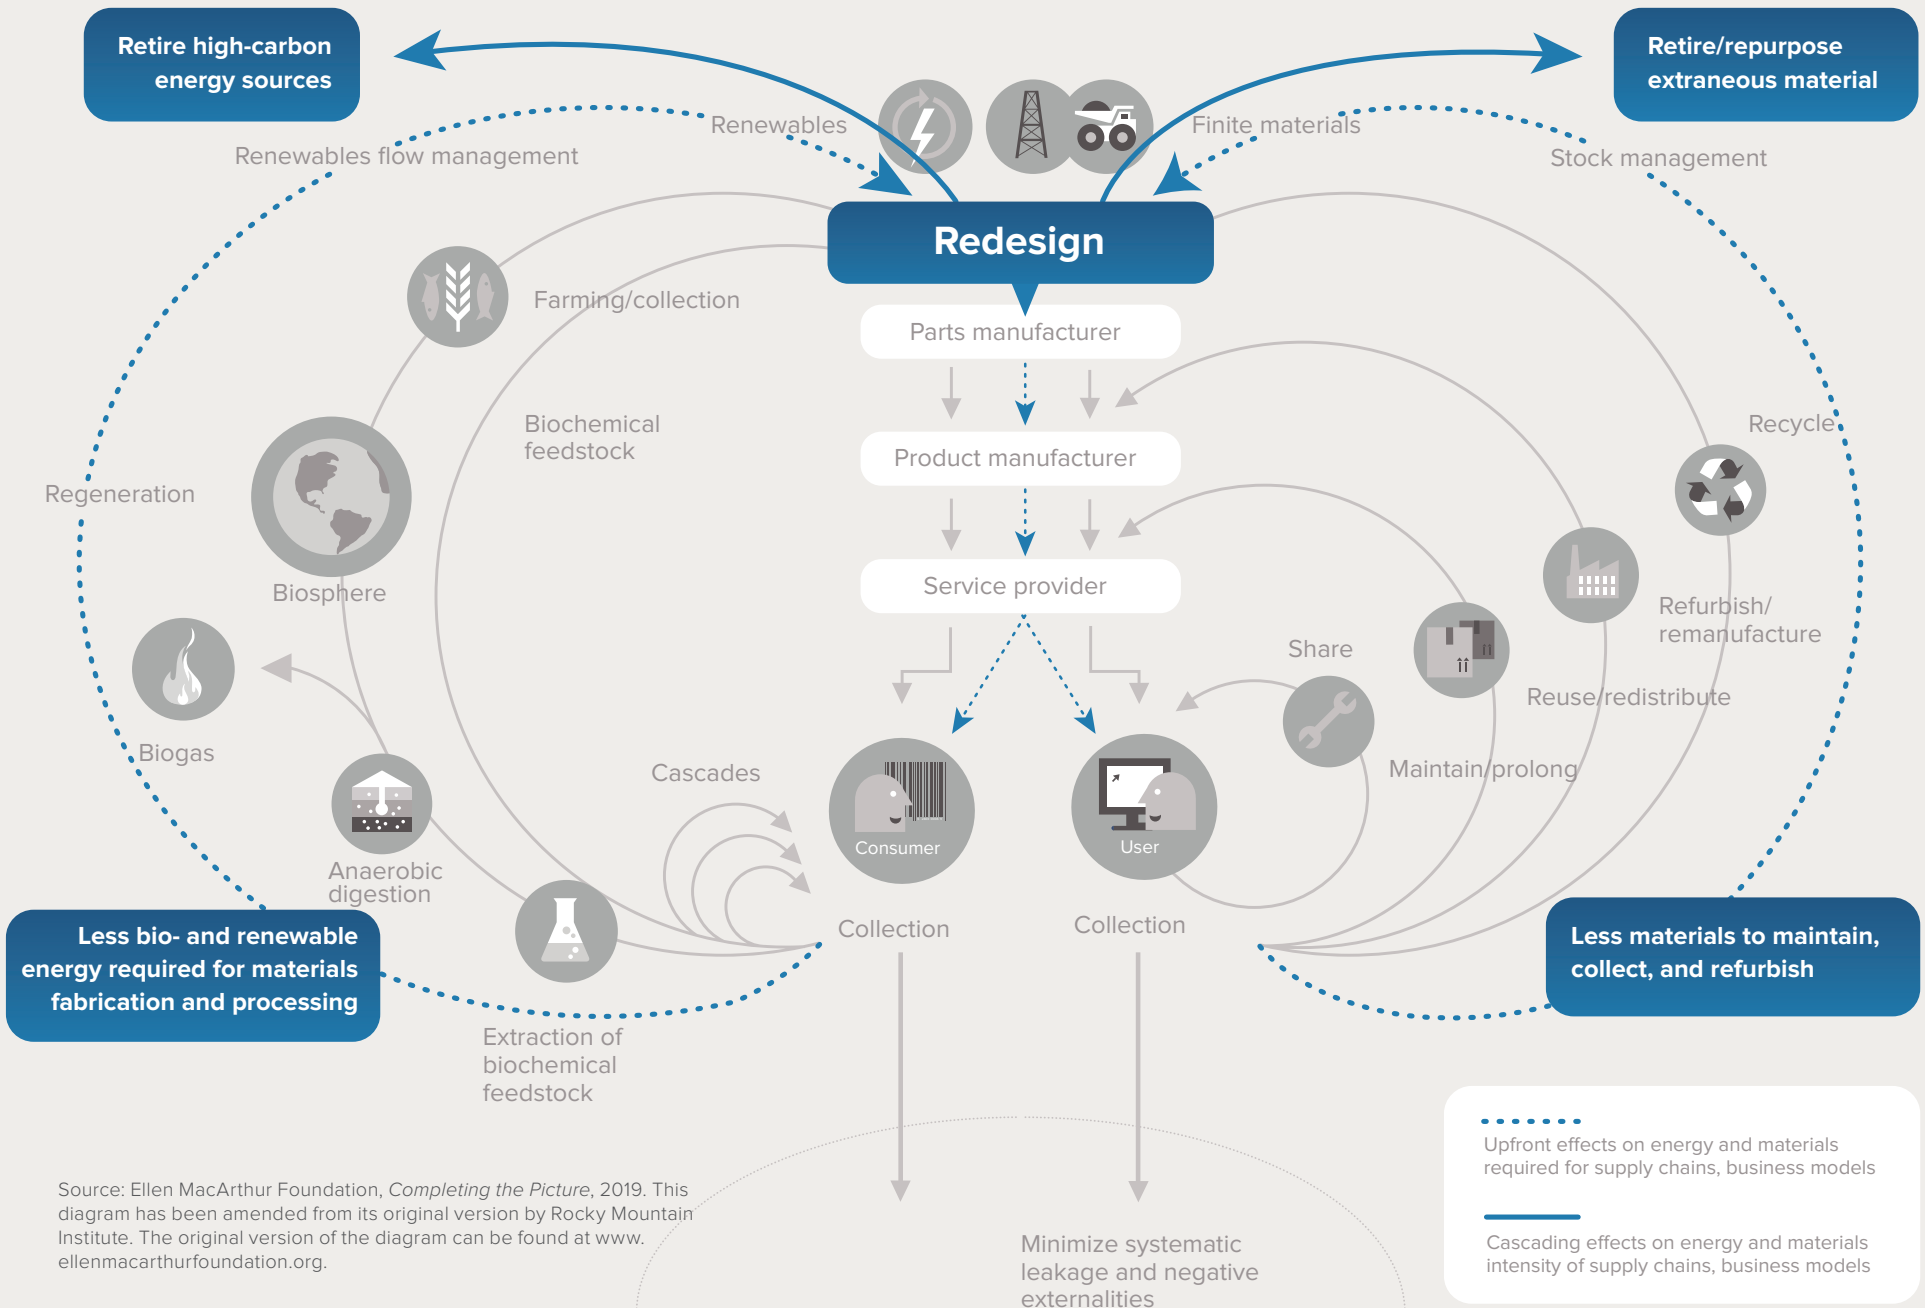 Retire high-carbon
energy sources
Retire/repurpose
extraneous material
Renewables
Finite materials
Renewables flow management
Stock management
Redesign
Farming/collection
Parts manufacturer
Biochemical
feedstock
Recycle
Product manufacturer
Regeneration
Biosphere
Service provider
Refurbish/
remanufacture
Share
Reuse/redistribute
Biogas
Cascades
Maintain/prolong
Consumer
User
Anaerobic
digestion
Collection
Collection
Less bio- and renewable
energy required for materials
fabrication and processing
Less materials to maintain,
collect, and refurbish
Extraction of
biochemical
feedstock
Upfront effects on energy and materials
required for supply chains, business models
Cascading effects on energy and materials
intensity of supply chains, business models
Source: Ellen MacArthur Foundation, Completing the Picture, 2019. This
diagram has been amended from its original version by Rocky Mountain
Institute. The original version of the diagram can be found at www.
ellenmacarthurfoundation.org.
Minimize systematic
leakage and negative
externalities